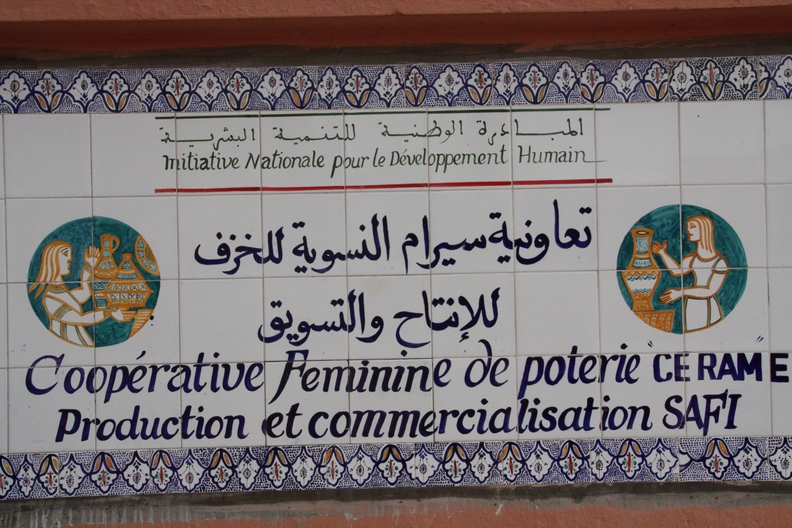 المبادرة الوطنية للتنمية البشرية
Initiative Nationale pour le Développement Humain
تعاونية سيرام النسوية للخزف
للإنتاح والتسويق
Coopérative Feminine de poterie "CERAME"
Production et commercialisation SAFI